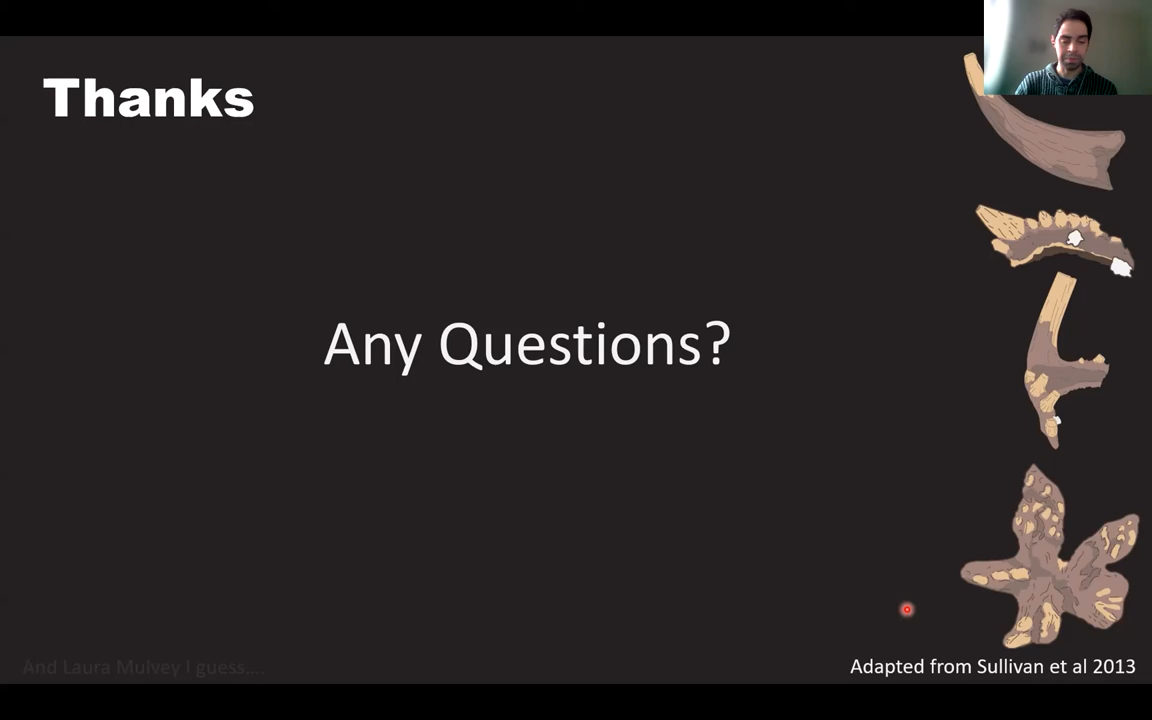 Thanks
Any Questions?
And Laura Mulvey I guess....
Adapted from Sullivan et al 2013